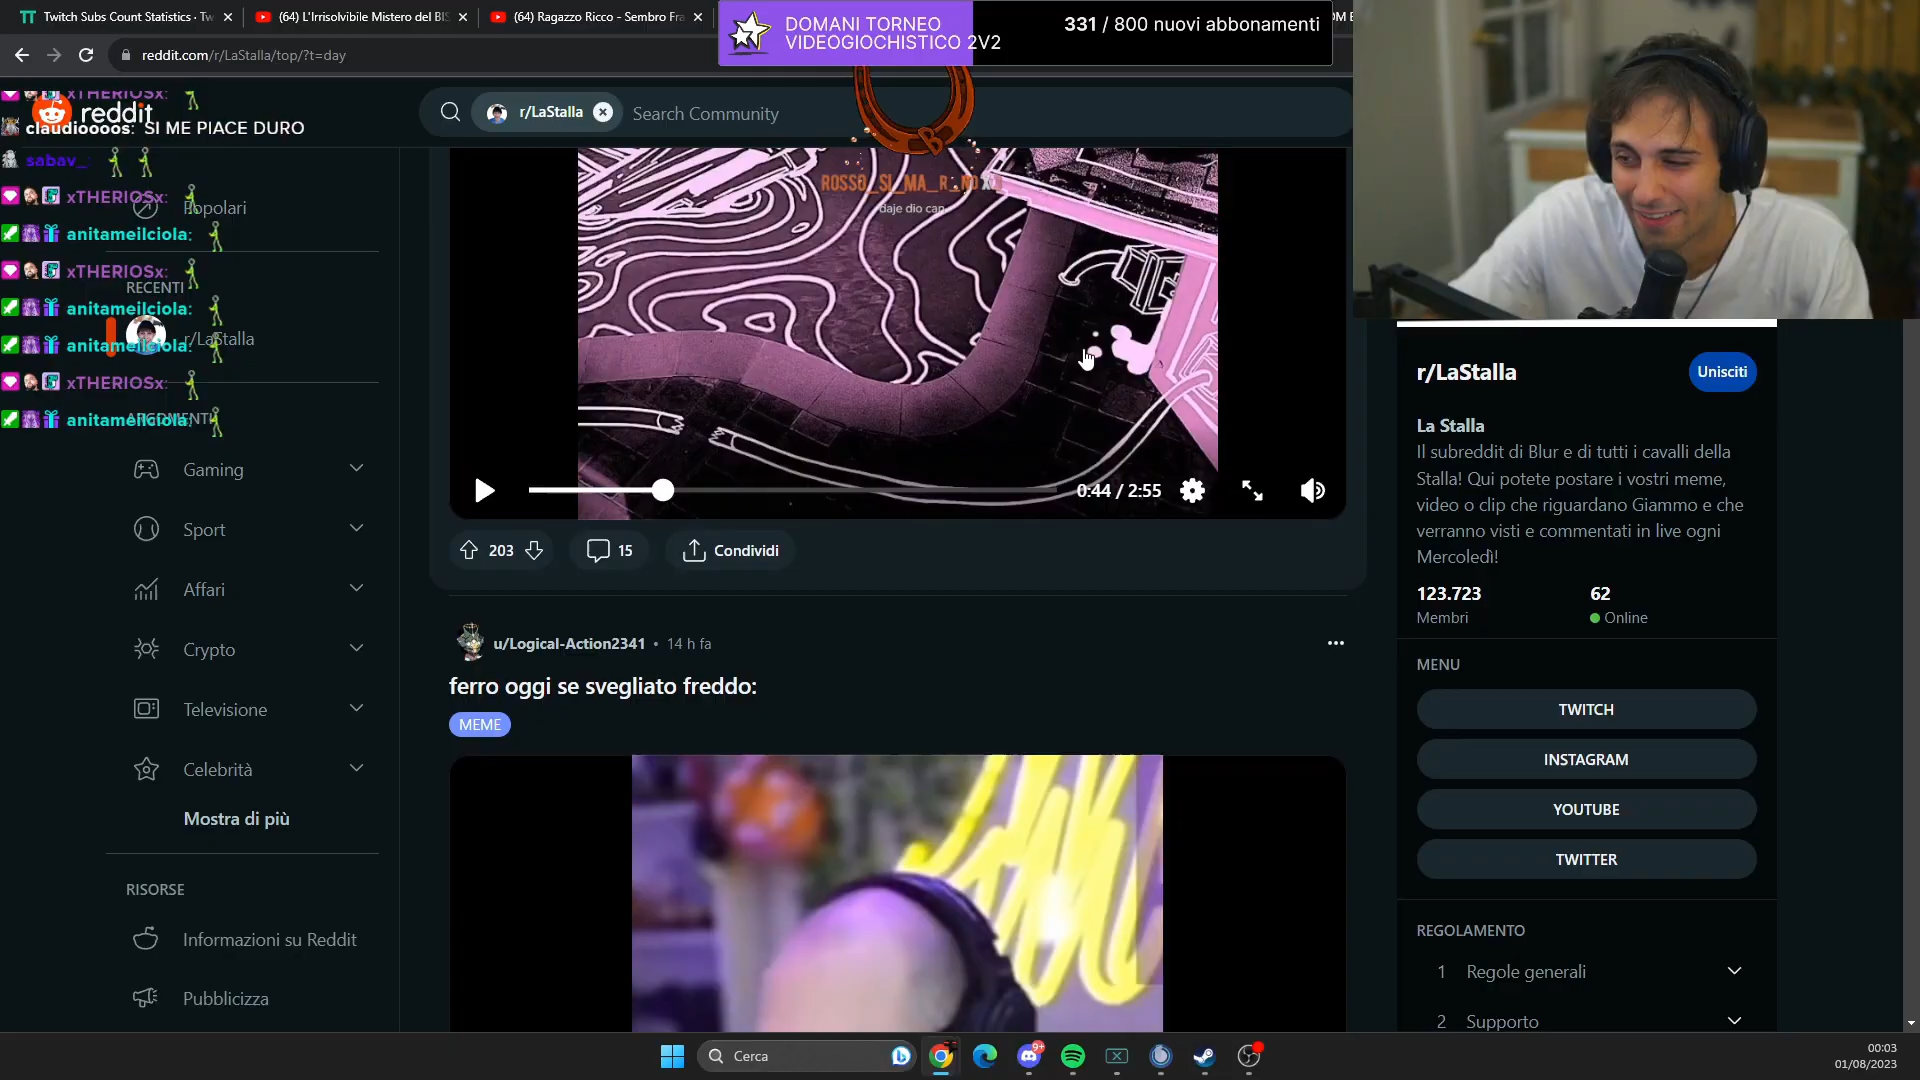 Twitch Subs Count Statistics · Tw
(64) L'Irrisolvibile Mistero del BIS
(64) Ragazzo Ricco - Sembro Fra
DOMANI TORNEO
VIDEOGIOCHISTICO 2V2
331 / 800 nuovi abbonamenti
reddit.com/r/LaStalla/top/?t=day
xTHERIOSx:
reddit
claudioooos: SI ME PIACE DURO
r/LaStalla
Search Community
sabav_:
xTHERIOSx:
Popolari
anitameilciola:
xTHERIOSx:
RECENTI
anitameilciola:
r/LaStalla
anitameilciola:
xTHERIOSx:
ARGOMENTI
anitameilciola:
Gaming
Sport
Affari
Crypto
Televisione
Celebrità
Mostra di più
RISORSE
Informazioni su Reddit
Pubblicizza
daje dio can
0:44 / 2:55
203
15
Condividi
u/Logical-Action2341 • 14 h fa
ferro oggi se svegliato freddo:
MEME
r/LaStalla
Unisciti
La Stalla
Il subreddit di Blur e di tutti i cavalli della
Stalla! Qui potete postare i vostri meme,
video o clip che riguardano Giammo e che
verranno visti e commentati in live ogni
Mercoledì!
123.723
62
Membri
Online
MENU
TWITCH
INSTAGRAM
YOUTUBE
TWITTER
REGOLAMENTO
1 Regole generali
2 Supporto
Cerca
9+
00:03
01/08/2023